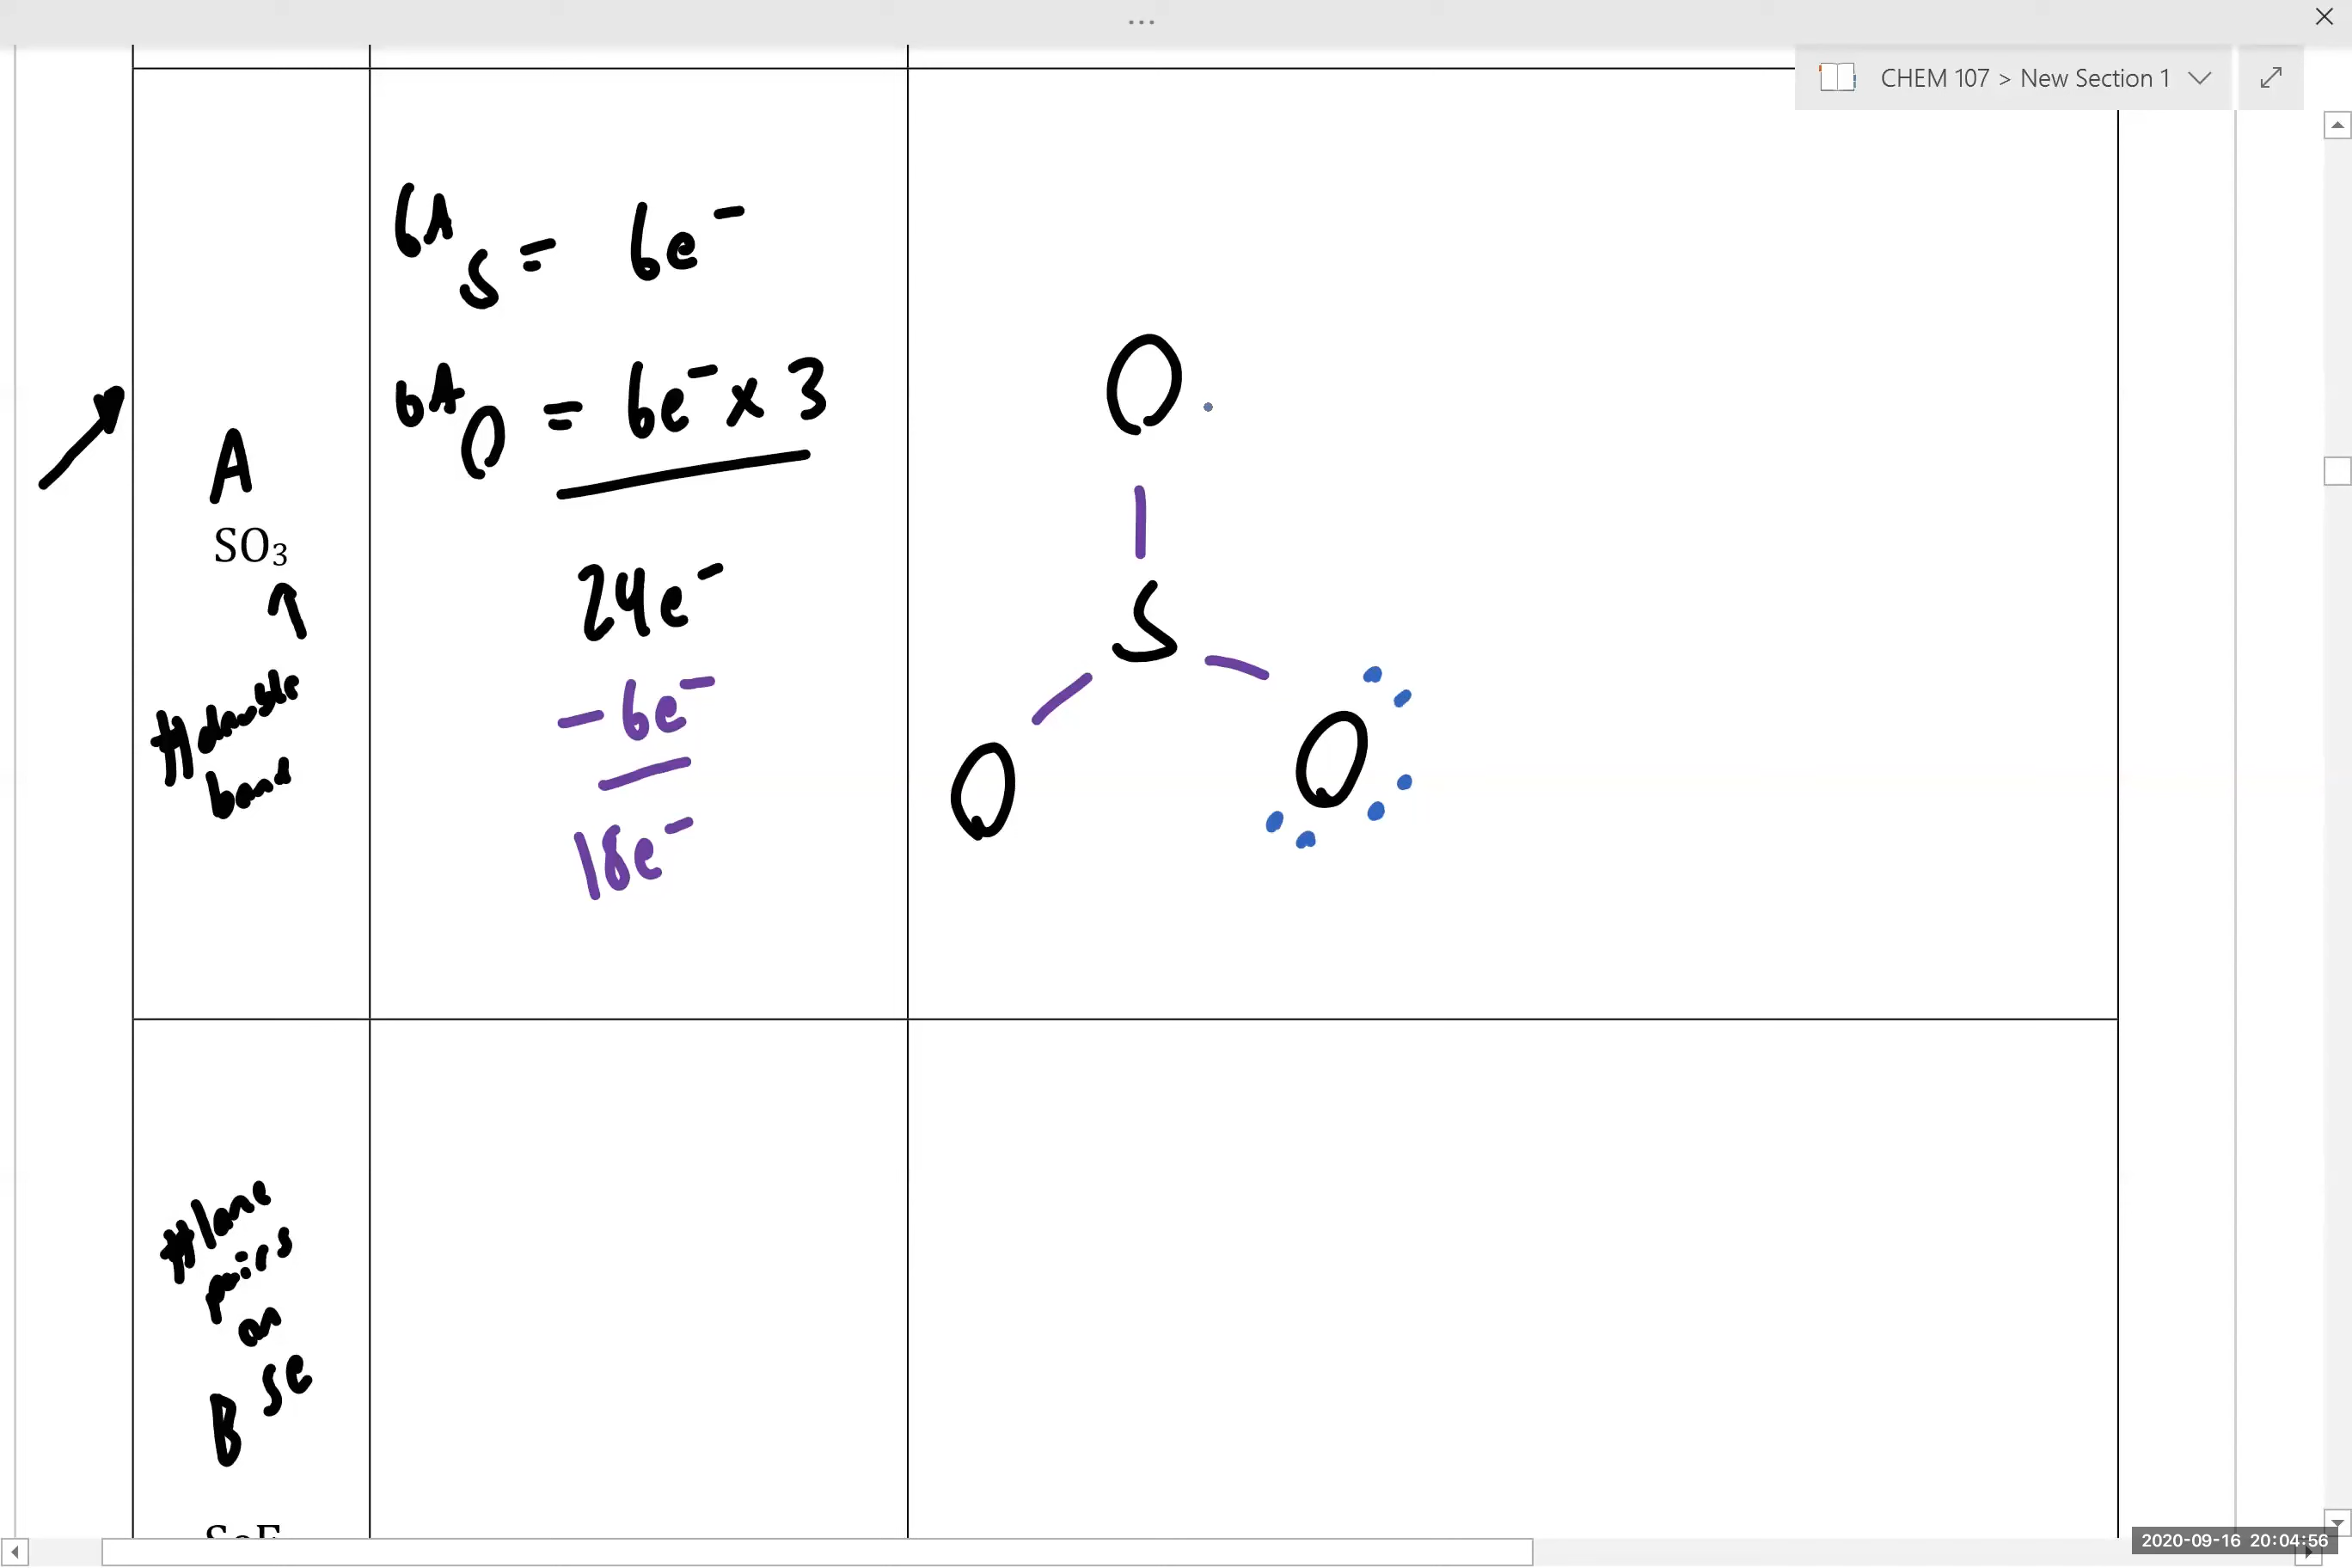 ...
CHEM 107 > New Section 1
6A S = 6e⁻
6A O = 6e⁻ x 3
24e⁻
- 6e⁻
18e⁻
A
SO₃
# double
bond
O
S
O O
# lone
pairs
on
Se
B
2020-09-16 20:04:56